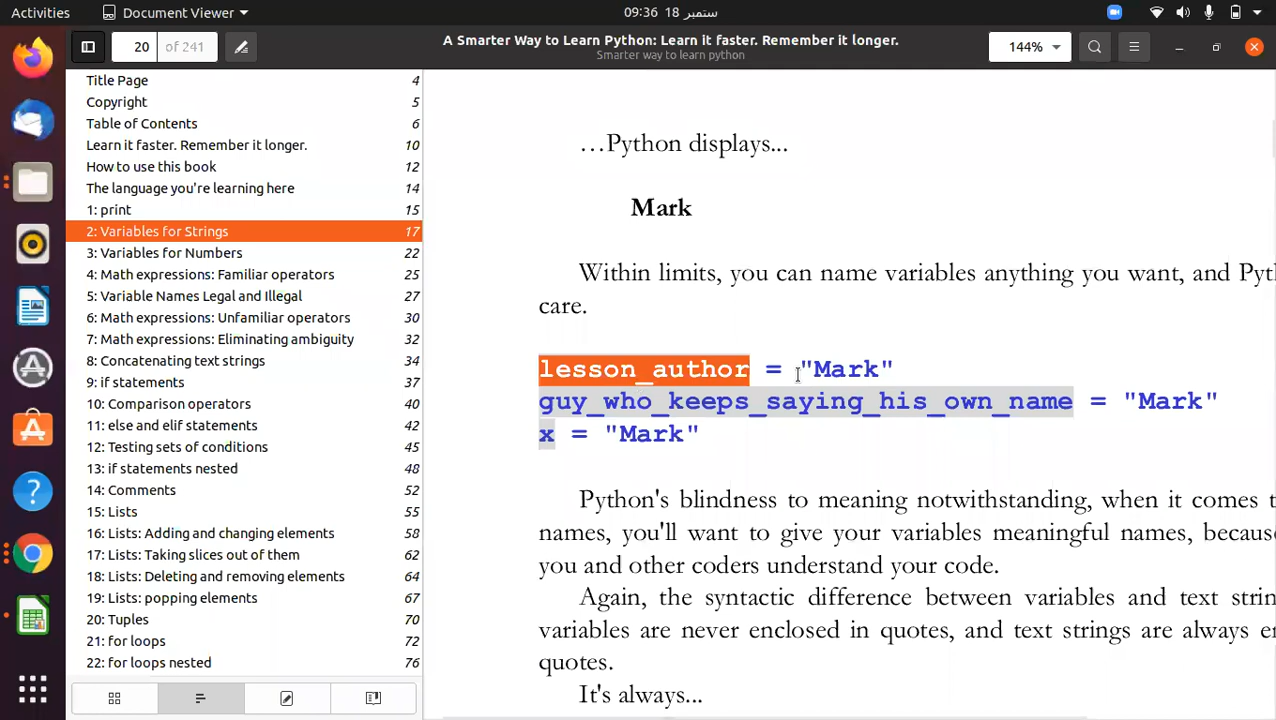 Activities
Document Viewer
09:36 18 ستمبر
20 of 241
A Smarter Way to Learn Python: Learn it faster. Remember it longer.
Smarter way to learn python
144%
Title Page 4
Copyright 5
Table of Contents 6
Learn it faster. Remember it longer. 10
How to use this book 12
The language you're learning here 14
1: print 15
2: Variables for Strings 17
3: Variables for Numbers 22
4: Math expressions: Familiar operators 25
5: Variable Names Legal and Illegal 27
6: Math expressions: Unfamiliar operators 30
7: Math expressions: Eliminating ambiguity 32
8: Concatenating text strings 34
9: if statements 37
10: Comparison operators 40
11: else and elif statements 42
12: Testing sets of conditions 45
13: if statements nested 48
14: Comments 52
15: Lists 55
16: Lists: Adding and changing elements 58
17: Lists: Taking slices out of them 62
18: Lists: Deleting and removing elements 64
19: Lists: popping elements 67
20: Tuples 70
21: for loops 72
22: for loops nested 76
…Python displays...
Mark
Within limits, you can name variables anything you want, and Pyth
care.
lesson_author = "Mark"
guy_who_keeps_saying_his_own_name = "Mark"
x = "Mark"
Python's blindness to meaning notwithstanding, when it comes t
names, you'll want to give your variables meaningful names, because
you and other coders understand your code.
Again, the syntactic difference between variables and text strin
variables are never enclosed in quotes, and text strings are always en
quotes.
It's always...